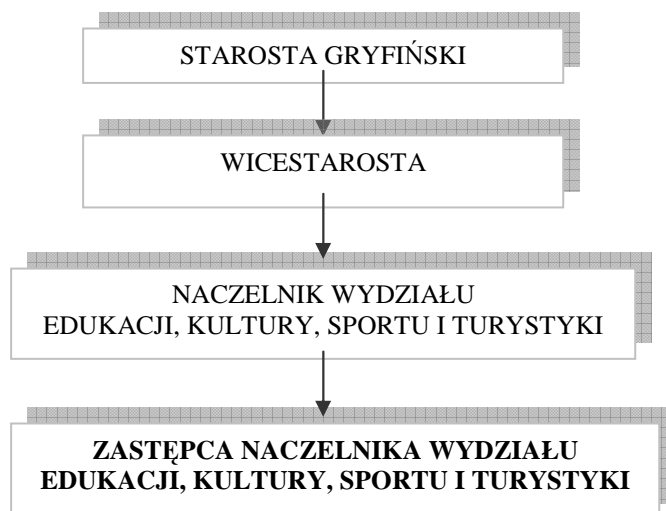 STAROSTA GRYFIŃSKI
WICESTAROSTA
NACZELNIK WYDZIAŁU
EDUKACJI, KULTURY, SPORTU I TURYSTYKI
ZASTĘPCA NACZELNIKA WYDZIAŁU
EDUKACJI, KULTURY, SPORTU I TURYSTYKI